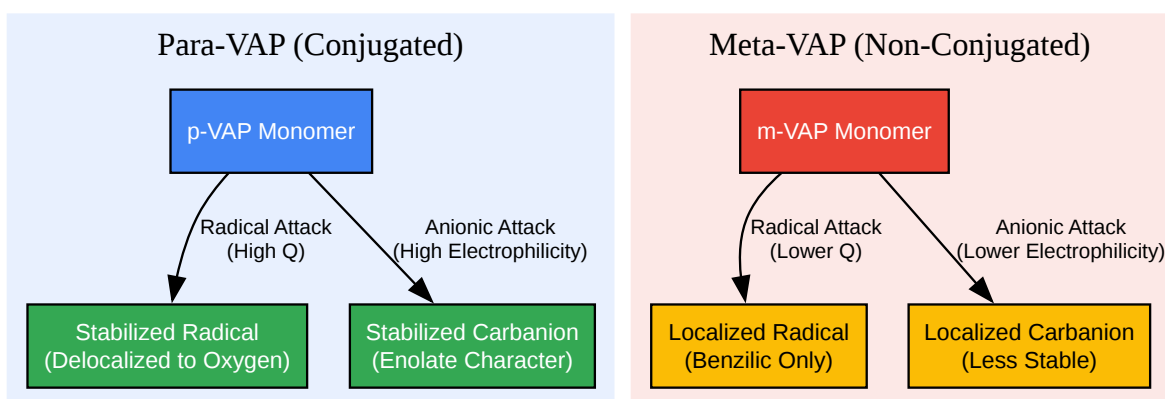 Para-VAP (Conjugated)
p-VAP Monomer
Radical Attack
(High Q)
Anionic Attack
(High Electrophilicity)
Stabilized Radical
(Delocalized to Oxygen)
Stabilized Carbanion
(Enolate Character)
Meta-VAP (Non-Conjugated)
m-VAP Monomer
Radical Attack
(Lower Q)
Anionic Attack
(Lower Electrophilicity)
Localized Radical
(Benzilic Only)
Localized Carbanion
(Less Stable)